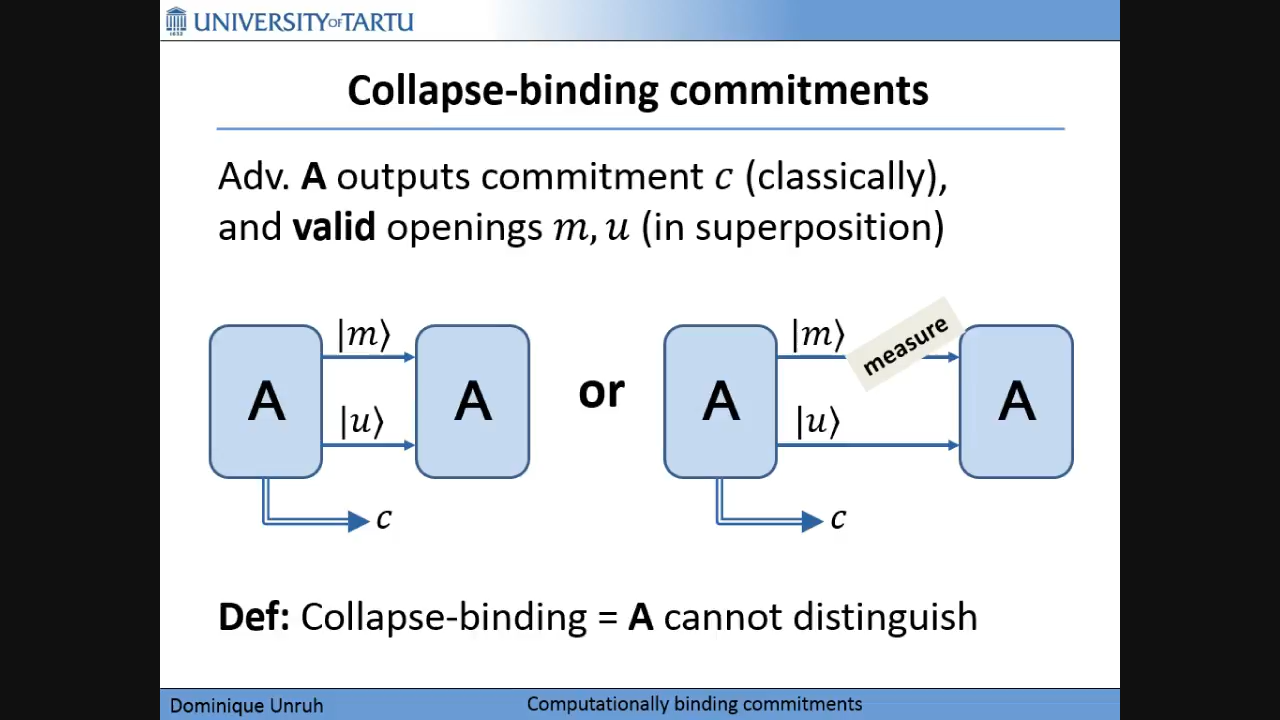 UNIVERSITY OF TARTU
1632
Collapse-binding commitments
Adv. A outputs commitment c (classically),
and valid openings m, u (in superposition)
|m⟩
A
A
|u⟩
c
or
|m⟩
measure
A
A
|u⟩
c
Def: Collapse-binding = A cannot distinguish
Dominique Unruh
Computationally binding commitments